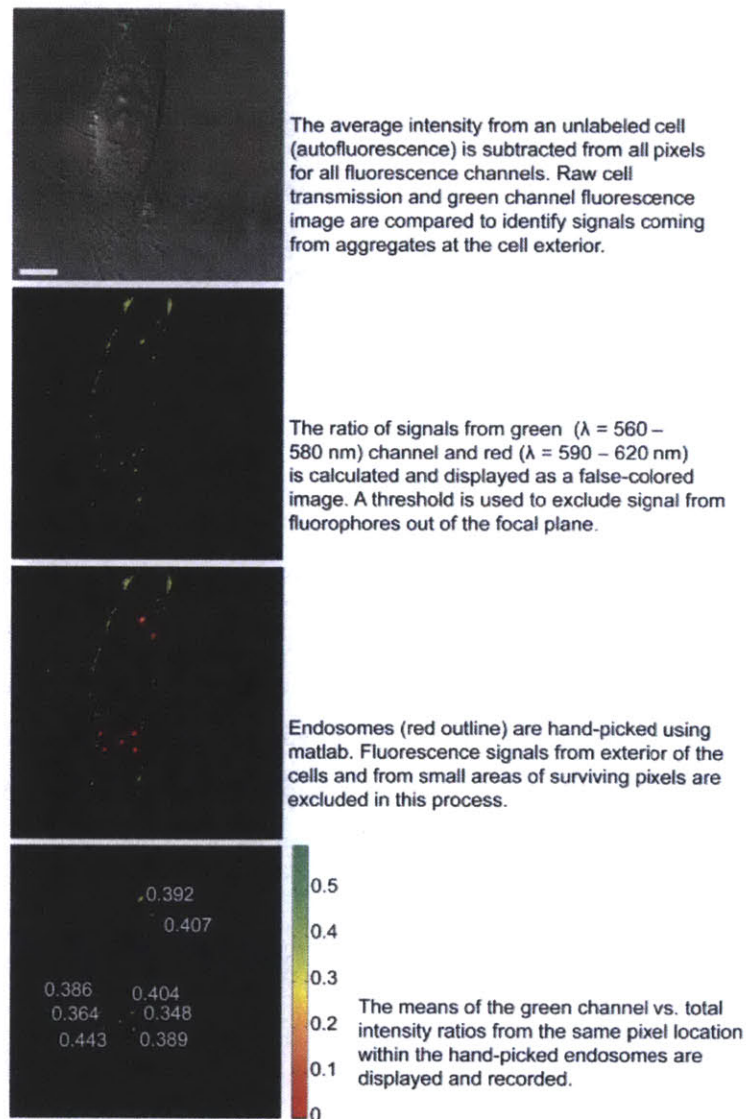 The average intensity from an unlabeled cell
(autofluorescence) is subtracted from all pixels
for all fluorescence channels. Raw cell
transmission and green channel fluorescence
image are compared to identify signals coming
from aggregates at the cell exterior.
The ratio of signals from green (λ = 560 –
580 nm) channel and red (λ = 590 – 620 nm)
is calculated and displayed as a false-colored
image. A threshold is used to exclude signal from
fluorophores out of the focal plane.
Endosomes (red outline) are hand-picked using
matlab. Fluorescence signals from exterior of the
cells and from small areas of surviving pixels are
excluded in this process.
0.392
0.407
0.386 0.404
0.364 0.348
0.443 0.389
0.5
0.4
0.3
0.2
0.1
0
The means of the green channel vs. total
intensity ratios from the same pixel location
within the hand-picked endosomes are
displayed and recorded.